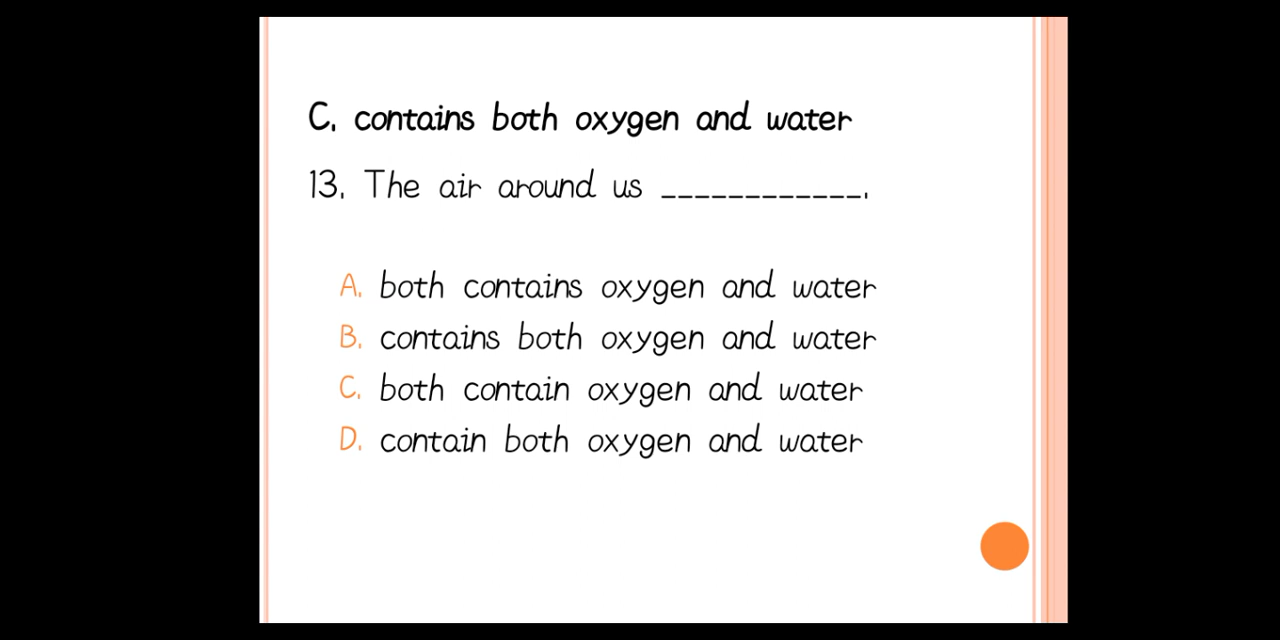 C. contains both oxygen and water
13. The air around us ____________.
A. both contains oxygen and water
B. contains both oxygen and water
C. both contain oxygen and water
D. contain both oxygen and water